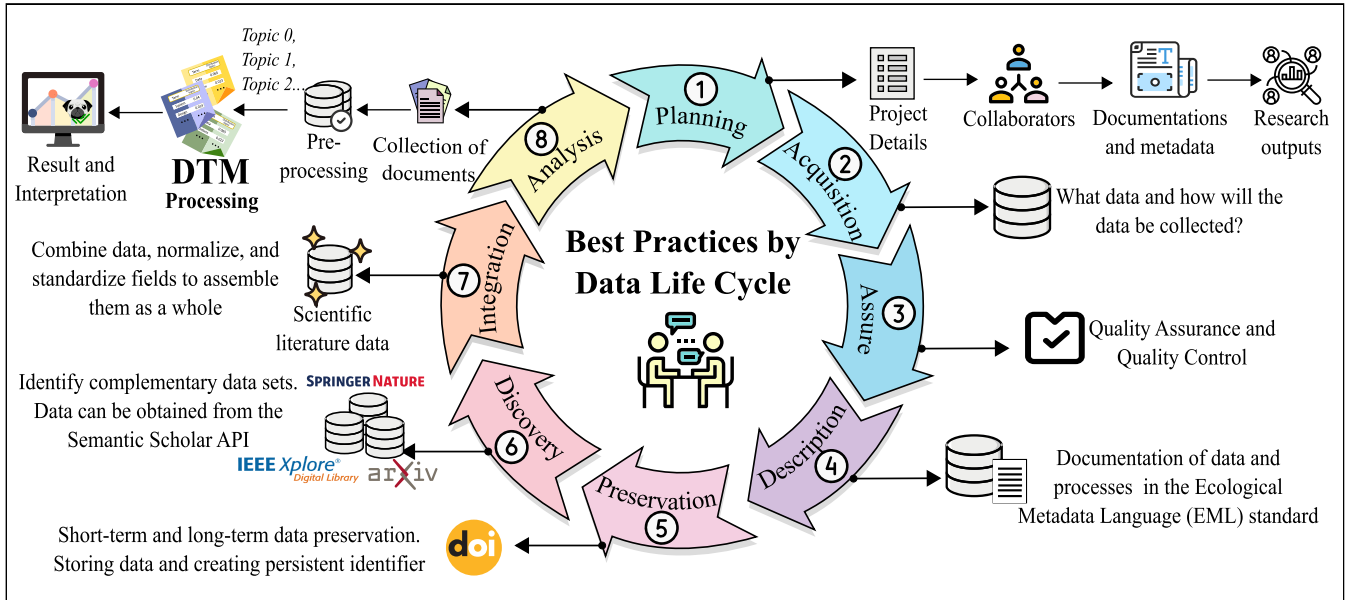 Best Practices by
Data Life Cycle
1
Planning
Project
Details
Collaborators
T
Documentations
and metadata
Research
outputs
2
Acquisition
What data and how will the
data be collected?
3
Assure
Quality Assurance and
Quality Control
4
Description
Documentation of data and
processes in the Ecological
Metadata Language (EML) standard
5
Preservation
doi
Short-term and long-term data preservation.
Storing data and creating persistent identifier
6
Discovery
Identify complementary data sets.
Data can be obtained from the
Semantic Scholar API
SPRINGER NATURE
IEEE Xplore®
Digital Library
arXiv
7
Integration
Scientific
literature data
Combine data, normalize, and
standardize fields to assemble
them as a whole
8
Analysis
Collection of
documents
Pre-
processing
Topic 0,
Topic 1,
Topic 2...
DTM
Processing
Result and
Interpretation